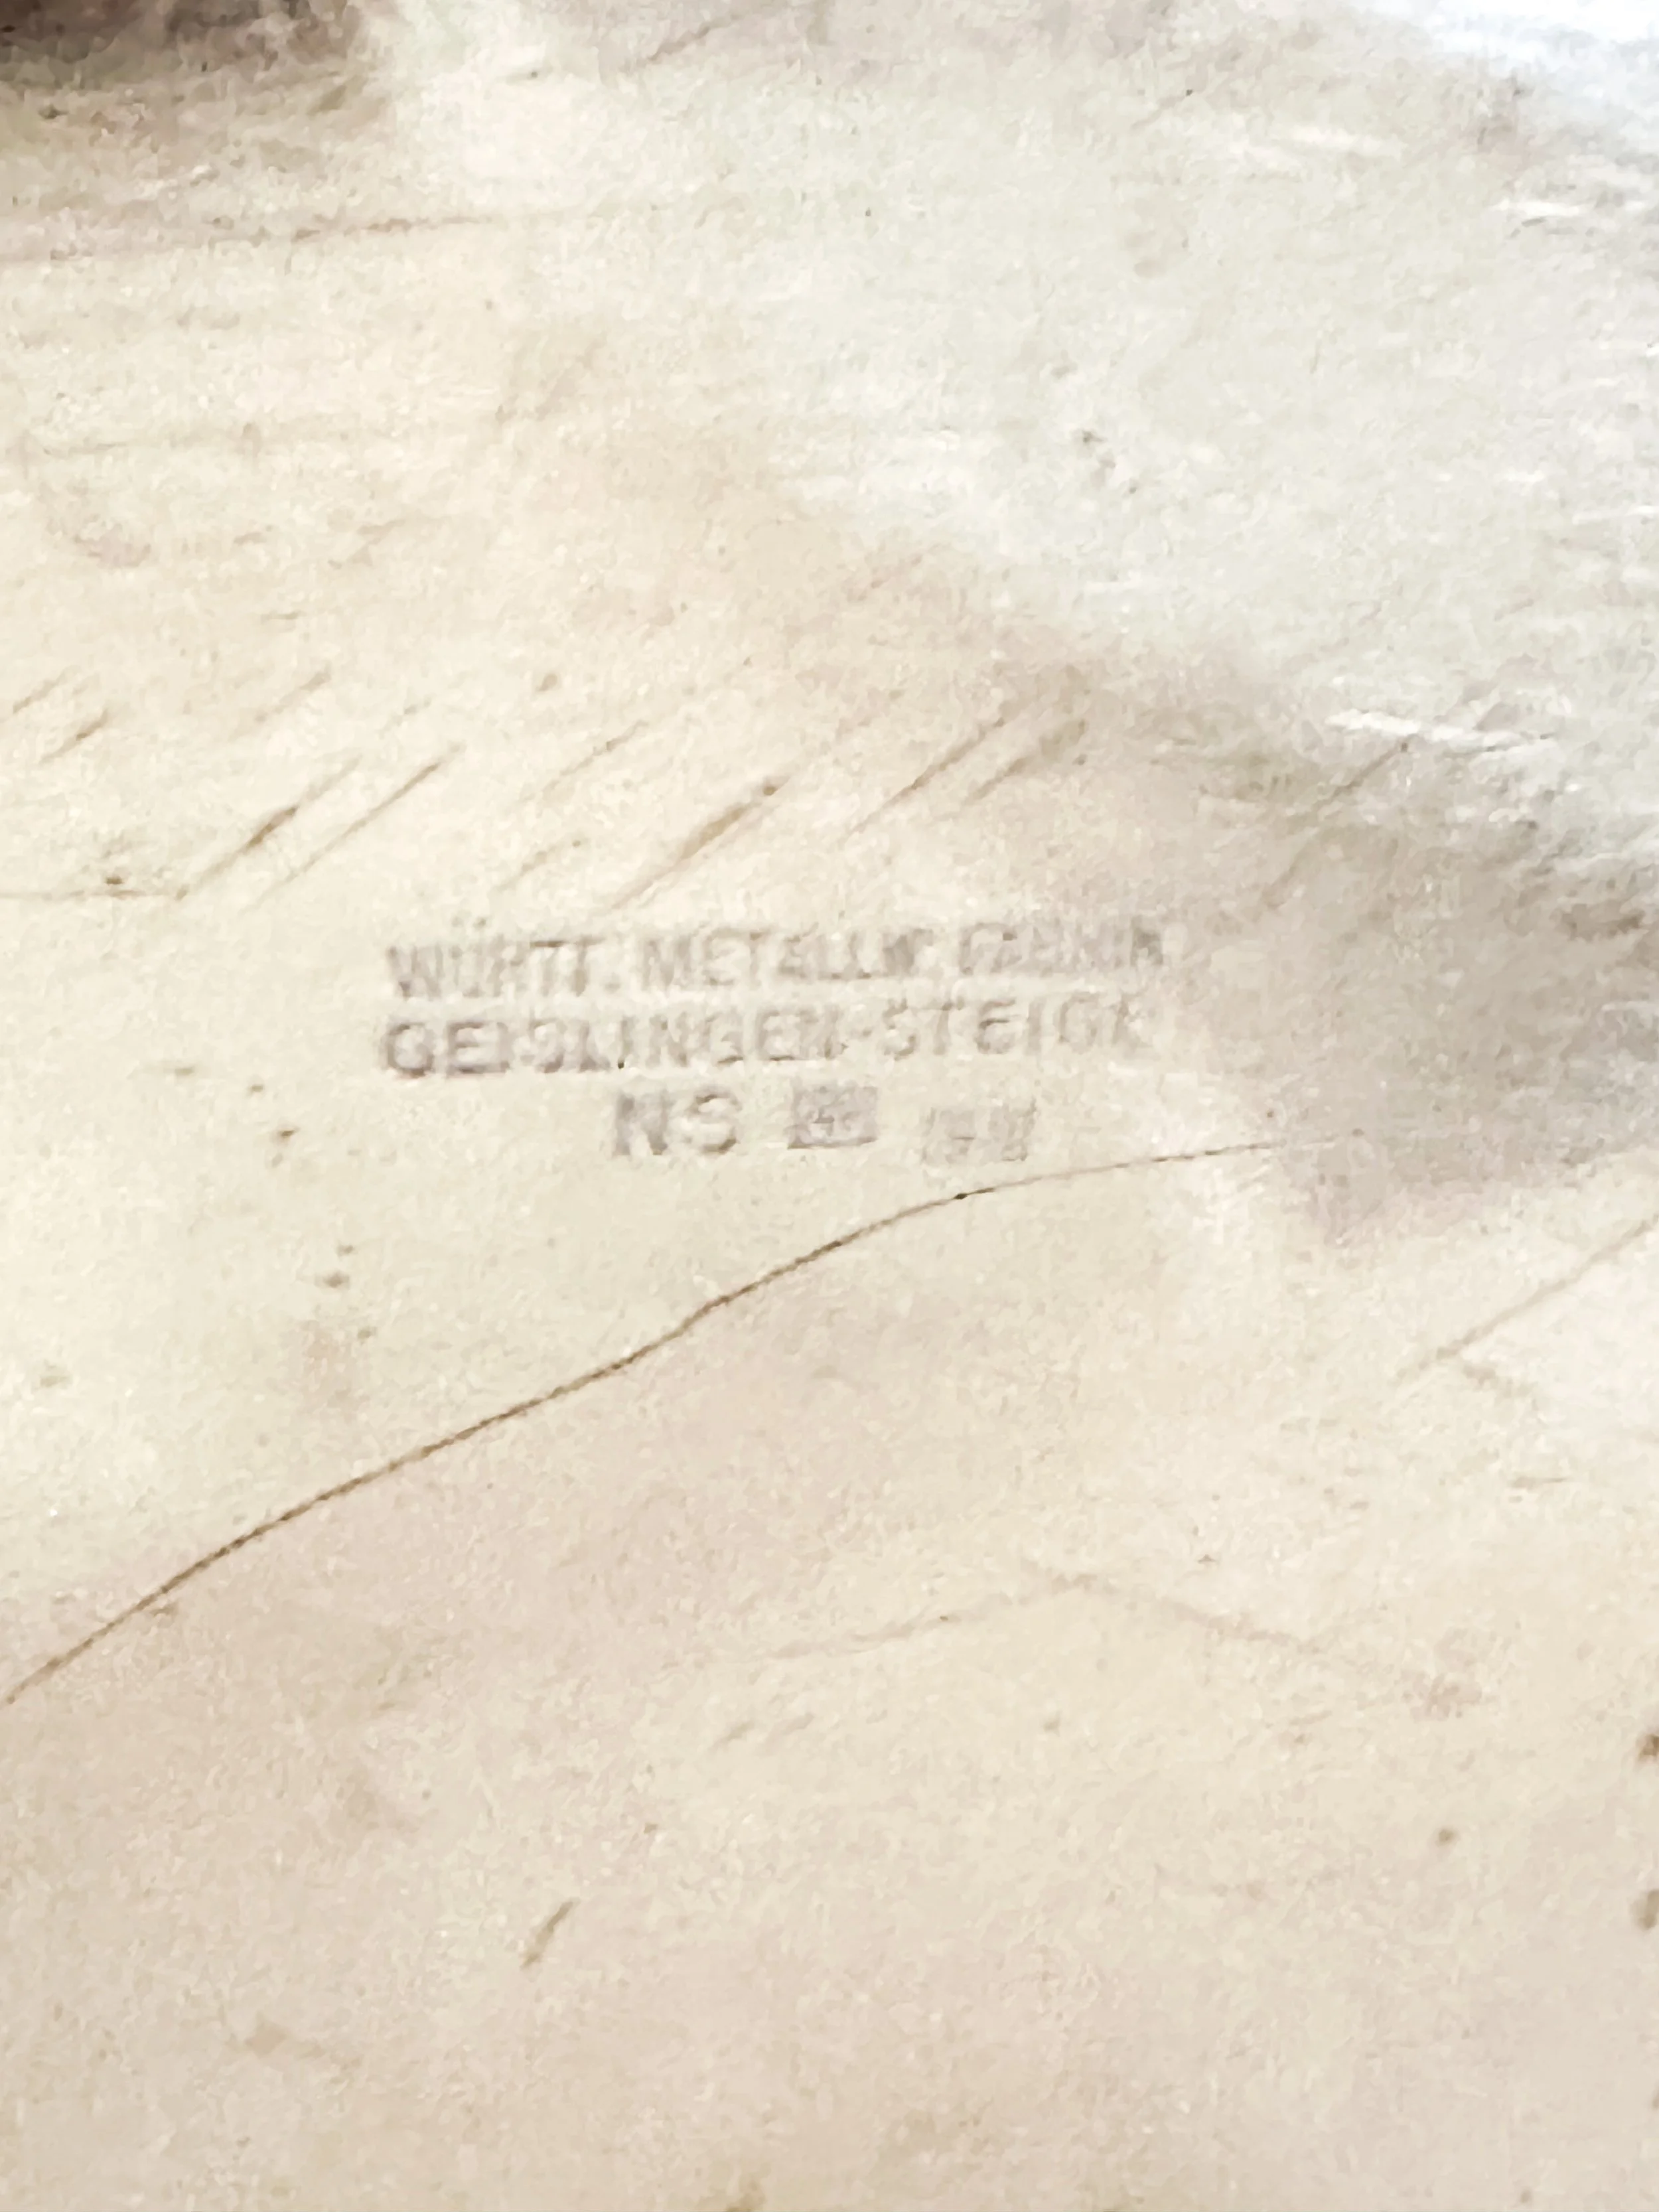 WÜRTT. METALLW. FABRIK
GEISLINGEN-STEIGE
NS